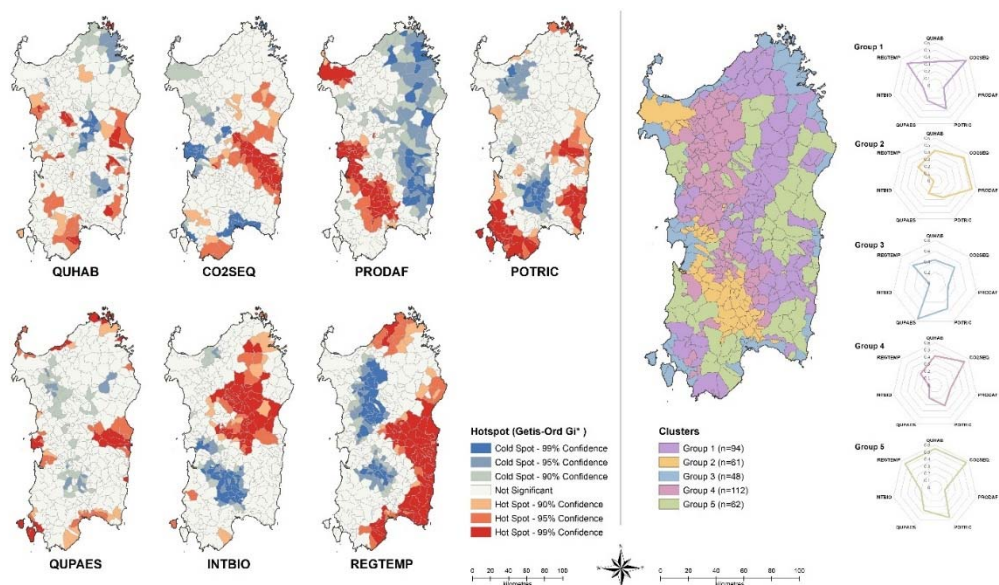 QUHAB
CO2SEQ
PRODAF
POTRIC
QUPAES
INTBIO
REGTEMP
Hotspot (Getis-Ord Gi* )
Cold Spot - 99% Confidence
Cold Spot - 95% Confidence
Cold Spot - 90% Confidence
Not Significant
Hot Spot - 90% Confidence
Hot Spot - 95% Confidence
Hot Spot - 99% Confidence
0 20 40 60 80 100
Kilometres
Clusters
Group 1 (n=94)
Group 2 (n=61)
Group 3 (n=48)
Group 4 (n=112)
Group 5 (n=62)
0 20 40 60 80 100
Kilometres
Group 1
QUHAB
CO2SEQ
PRODAF
POTRIC
QUPAES
INTBIO
REGTEMP
Group 2
QUHAB
CO2SEQ
PRODAF
POTRIC
QUPAES
INTBIO
REGTEMP
Group 3
QUHAB
CO2SEQ
PRODAF
POTRIC
QUPAES
INTBIO
REGTEMP
Group 4
QUHAB
CO2SEQ
PRODAF
POTRIC
QUPAES
INTBIO
REGTEMP
Group 5
QUHAB
CO2SEQ
PRODAF
POTRIC
QUPAES
INTBIO
REGTEMP